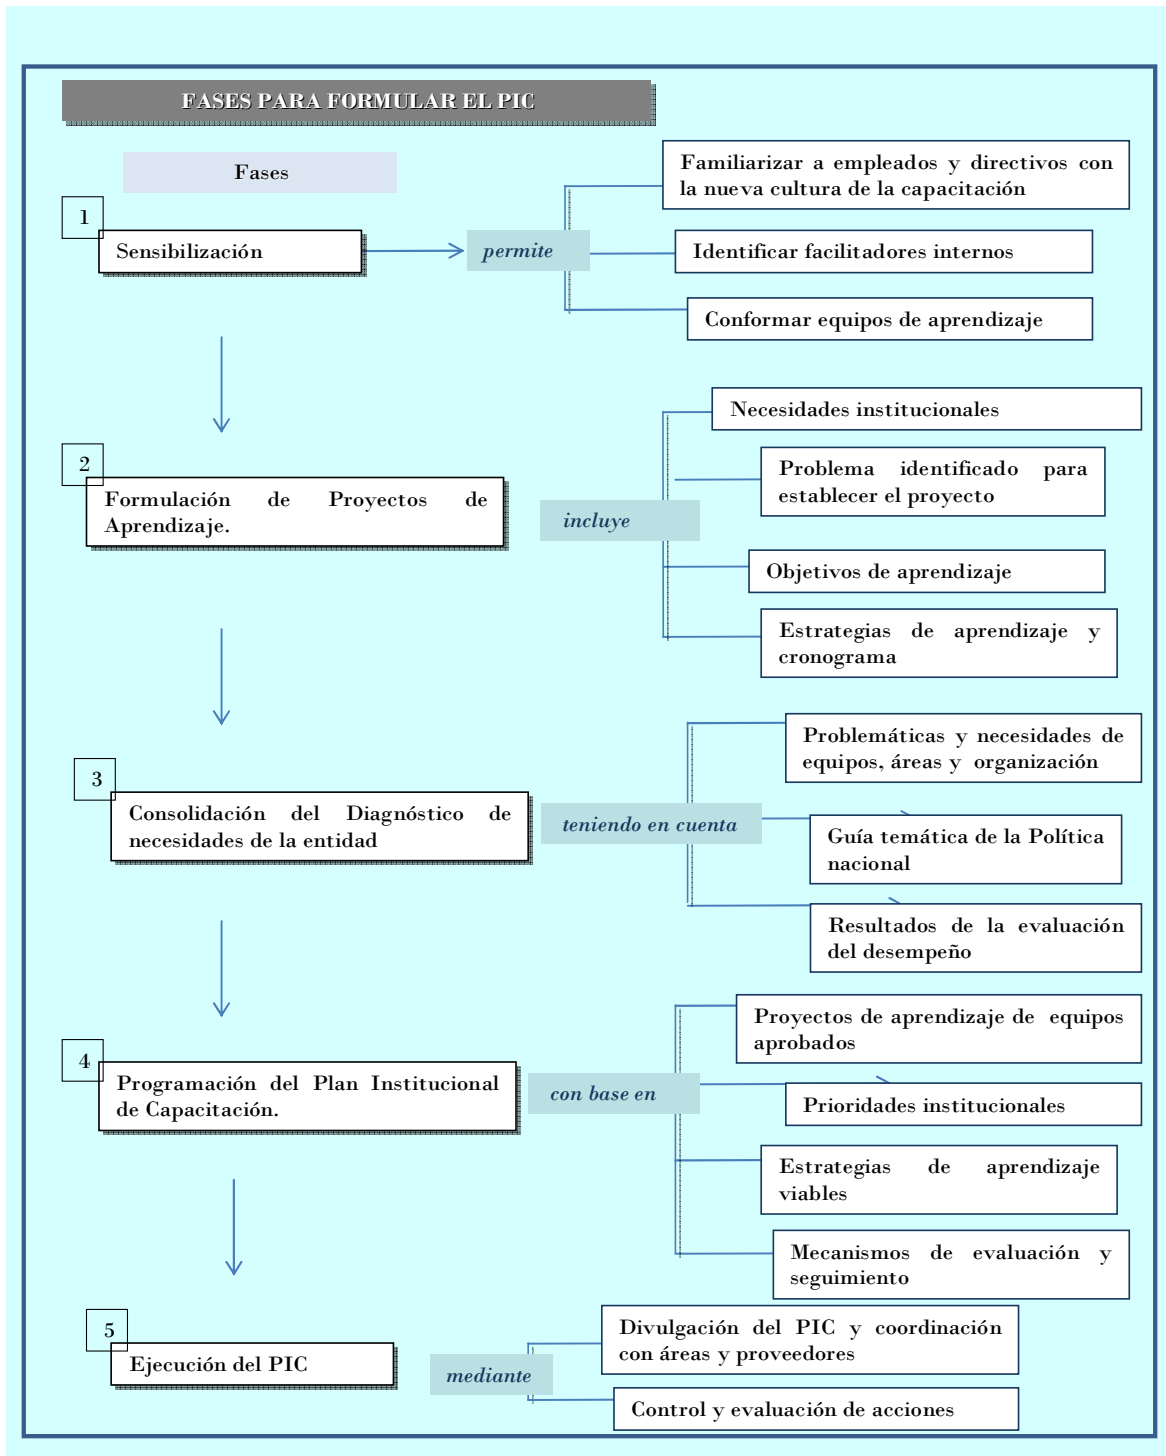 FASES PARA FORMULAR EL PIC
Fases
1
Sensibilización
permite
Familiarizar a empleados y directivos con
la nueva cultura de la capacitación
Identificar facilitadores internos
Conformar equipos de aprendizaje
2
Formulación de Proyectos de
Aprendizaje.
incluye
Necesidades institucionales
Problema identificado para
establecer el proyecto
Objetivos de aprendizaje
Estrategias de aprendizaje y
cronograma
3
Consolidación del Diagnóstico de
necesidades de la entidad
teniendo en cuenta
Problemáticas y necesidades de
equipos, áreas y organización
Guía temática de la Política
nacional
Resultados de la evaluación
del desempeño
4
Programación del Plan Institucional
de Capacitación.
con base en
Proyectos de aprendizaje de equipos
aprobados
Prioridades institucionales
Estrategias de aprendizaje
viables
Mecanismos de evaluación y
seguimiento
5
Ejecución del PIC
mediante
Divulgación del PIC y coordinación
con áreas y proveedores
Control y evaluación de acciones